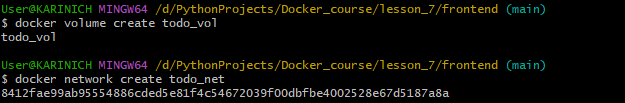 User@KARINICH MINGW64 /d/PythonProjects/Docker_course/lesson_7/frontend (main)
$ docker volume create todo_vol
todo_vol
User@KARINICH MINGW64 /d/PythonProjects/Docker_course/lesson_7/frontend (main)
$ docker network create todo_net
8412fae99ab95554886cded5e81f4c54672039f00dbfbe4002528e67d5187a8a